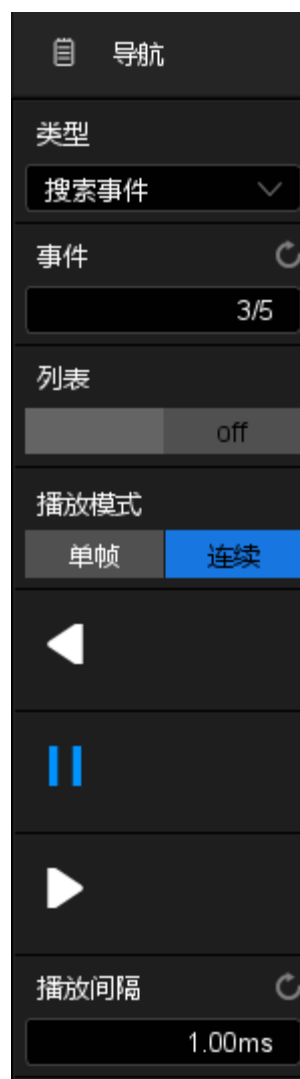 导航
类型
搜索事件
事件
3/5
列表
off
播放模式
单帧 连续
播放间隔
1.00ms